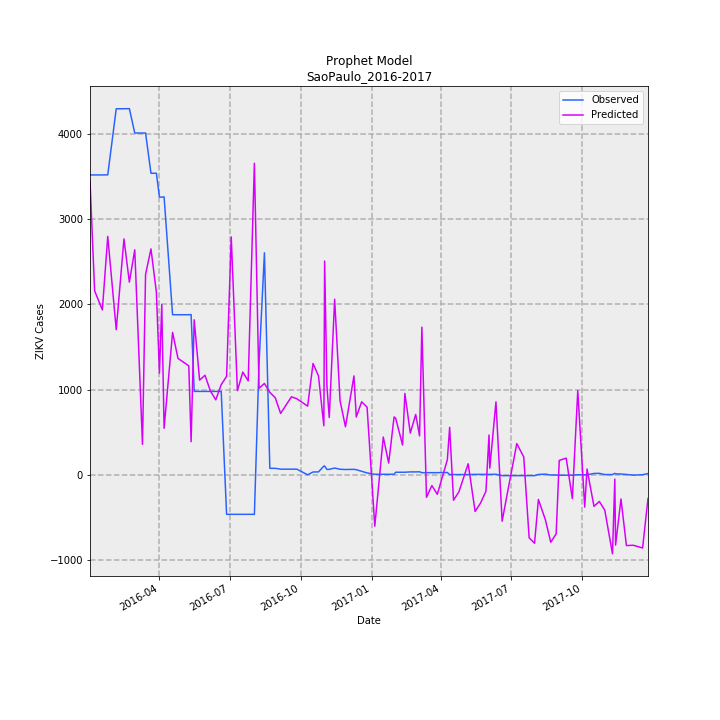 Prophet Model
SaoPaulo_2016-2017
Observed
Predicted
4000
3000
2000
1000
0
−1000
ZIKV Cases
2016-04
2016-07
2016-10
2017-01
2017-04
2017-07
2017-10
Date